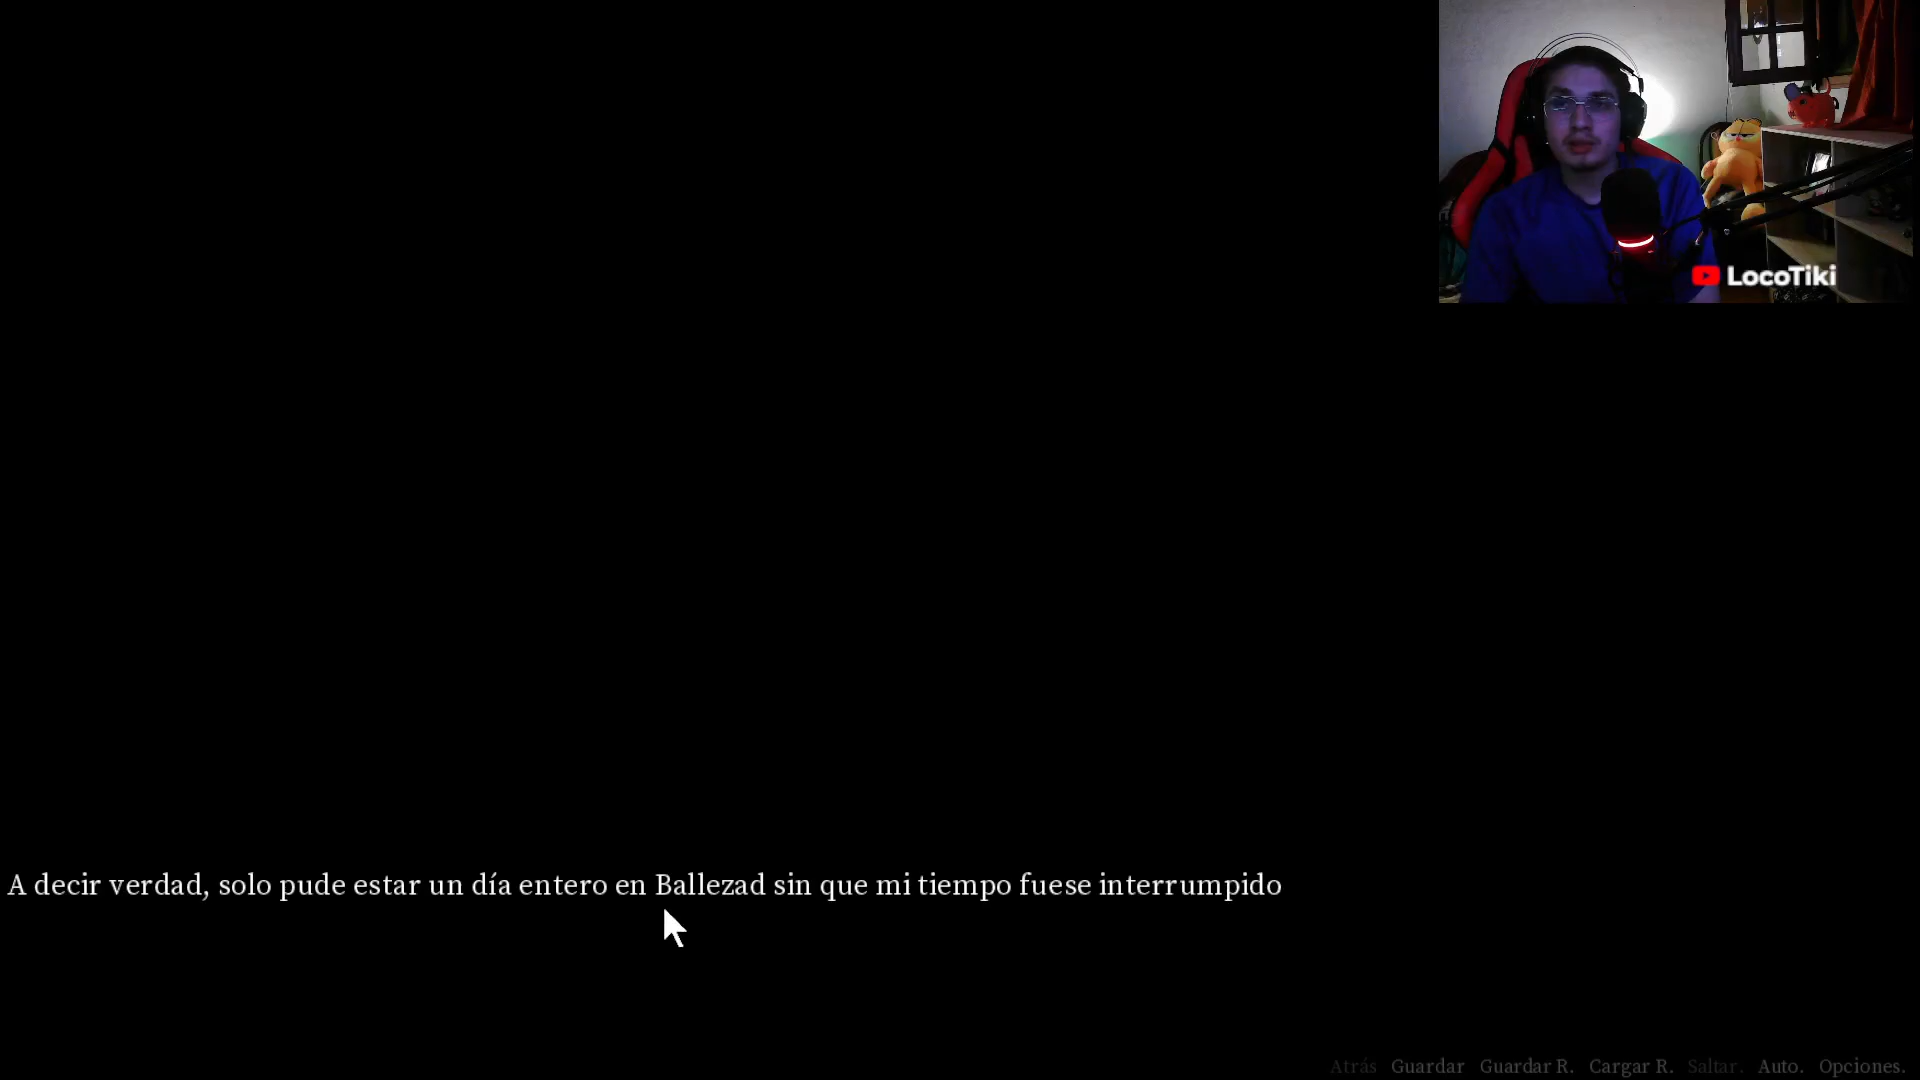 LocoTiki
A decir verdad, solo pude estar un día entero en Ballezad sin que mi tiempo fuese interrumpido
Atrás Guardar Guardar R. Cargar R. Saltar. Auto. Opciones.